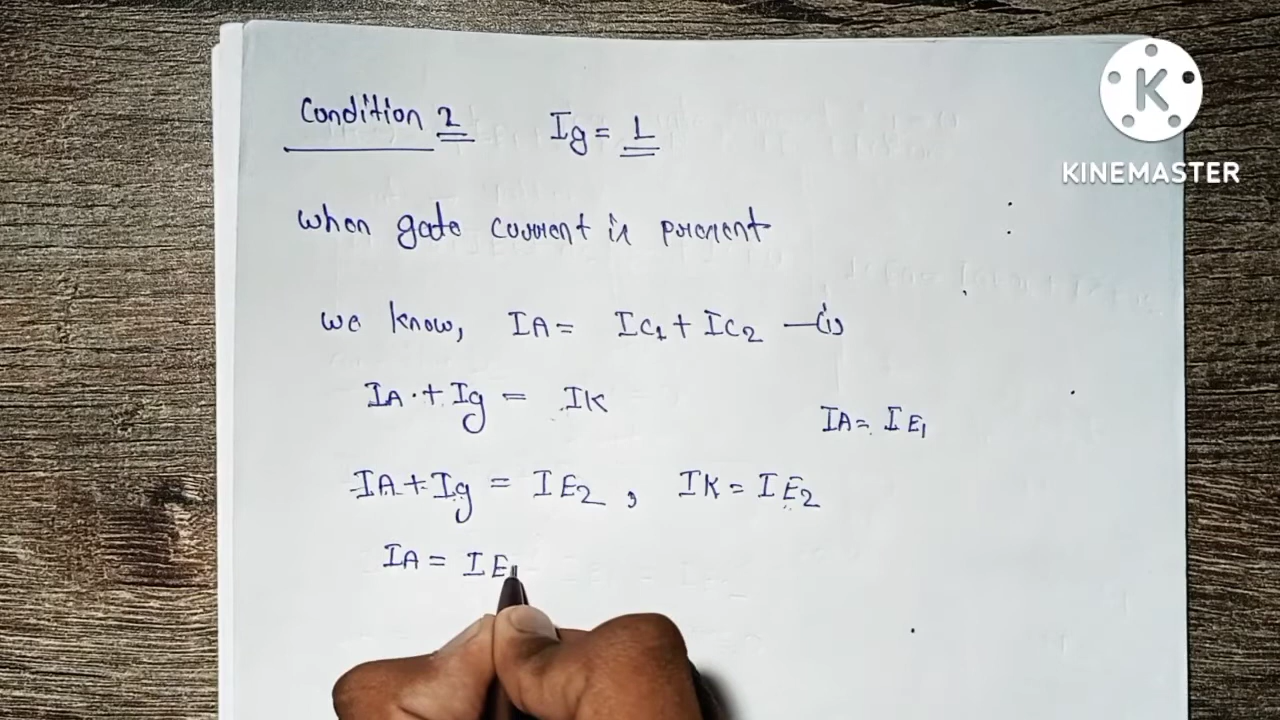 Condition 2 Ig = 1
when gate current is present
we know, IA = IC1 + IC2 —(i)
IA + Ig = IK
IA = IE1
IA + Ig = IE2 , IK = IE2
IA = IE
K
KINEMASTER